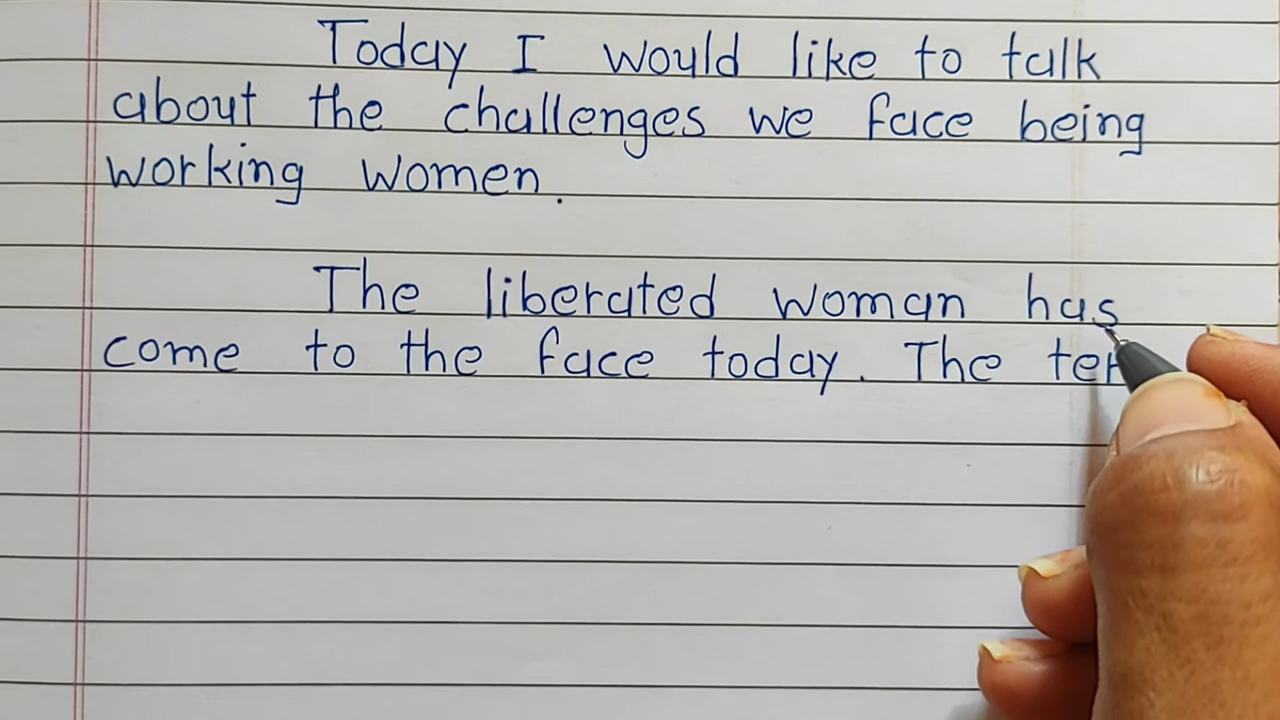 Today I would like to talk
about the challenges we face being
working women.
The liberated woman has
come to the face today. The ter